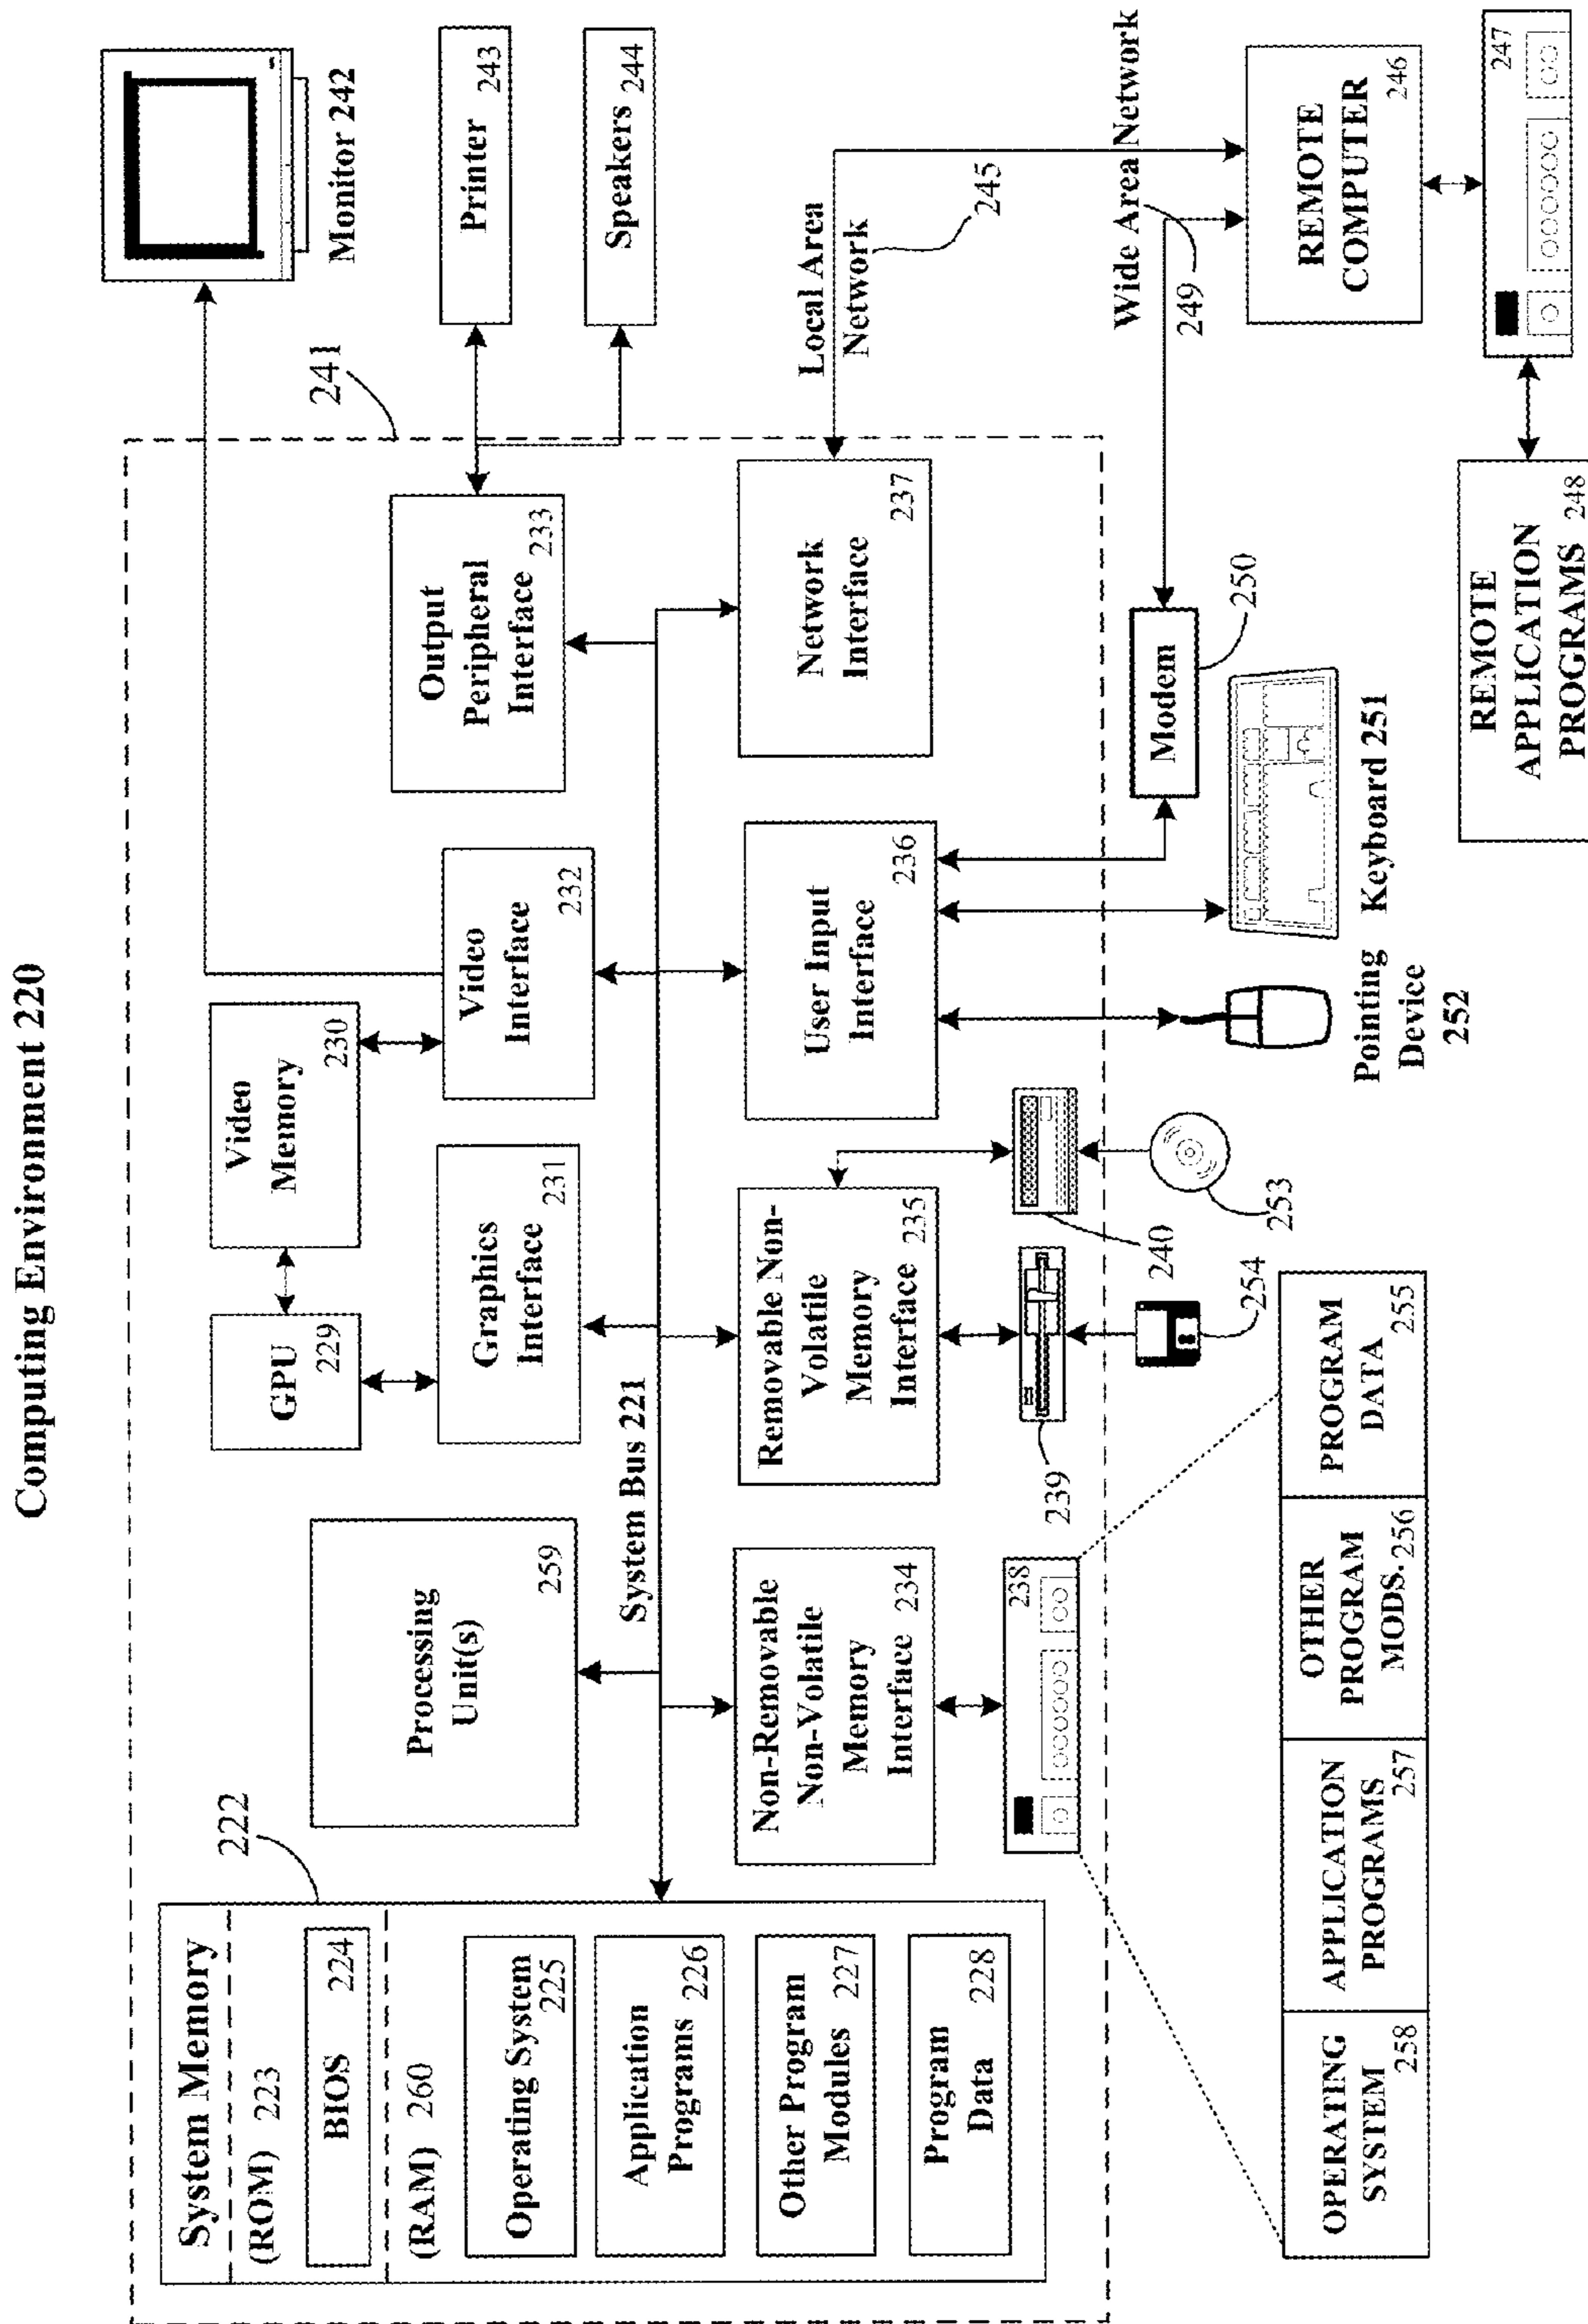 Computing Environment 220
System Memory
222
(ROM) 223
BIOS 224
(RAM) 260
Operating System
225
Application
Programs 226
Other Program
Modules 227
Program
Data
228
Processing
Unit(s)
259
GPU
229
Video
Memory
230
Graphics
Interface
231
Video
Interface
232
Output
Peripheral
Interface 233
241
Monitor 242
Printer
243
Speakers
244
System Bus 221
Non-Removable
Non-Volatile
Memory
Interface 234
Removable Non-
Volatile
Memory
Interface 235
User Input
Interface
236
Network
Interface
237
Local Area
Network
245
Wide Area Network
249
238
239
240
254
253
Pointing
Device
252
Keyboard 251
Modem
250
REMOTE
COMPUTER
246
247
REMOTE
APPLICATION
PROGRAMS 248
OPERATING
SYSTEM
258
APPLICATION
PROGRAMS
257
OTHER
PROGRAM
MODS. 256
PROGRAM
DATA
255